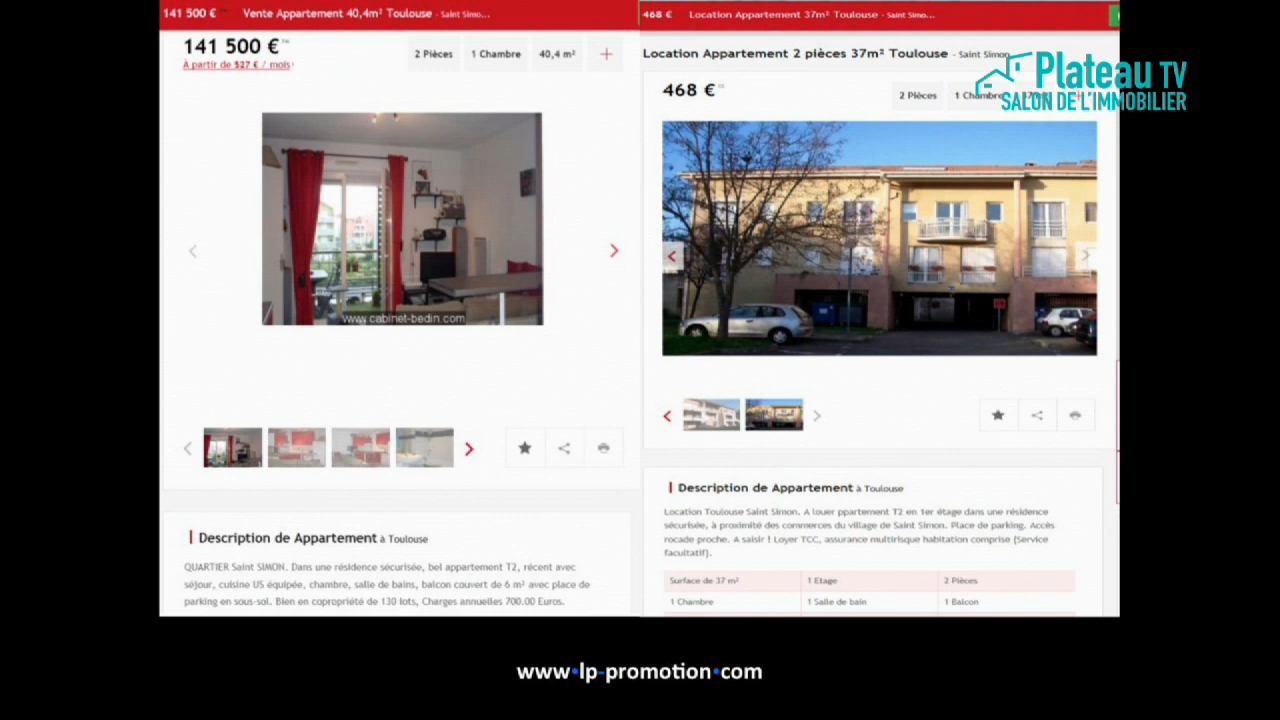 141 500 €
Vente Appartement 40,4m² Toulouse - Saint Simo...
141 500 €
À partir de 527 € / mois
2 Pièces
1 Chambre
40,4 m²
www.cabinet-bedin.com
Description de Appartement à Toulouse
QUARTIER Saint SIMON. Dans une résidence sécurisée, bel appartement T2, récent avec
séjour, cuisine US équipée, chambre, salle de bains, balcon couvert de 6 m² avec place de
parking en sous-sol. Bien en copropriété de 130 lots, Charges annuelles 700.00 Euros.
468 €
Location Appartement 37m² Toulouse - Saint Simo...
Location Appartement 2 pièces 37m² Toulouse - Saint Simon
Plateau TV
SALON DE L'IMMOBILIER
468 €
2 Pièces
1 Chambre
Description de Appartement à Toulouse
Location Toulouse Saint Simon. A louer ppartement T2 en 1er étage dans une résidence
sécurisée, à proximité des commerces du village de Saint Simon. Place de parking. Accès
rocade proche. A saisir ! Loyer TCC, assurance multirisque habitation comprise (Service
facultatif).
Surface de 37 m²
1 Etage
2 Pièces
1 Chambre
1 Salle de bain
1 Balcon
www.lp-promotion.com